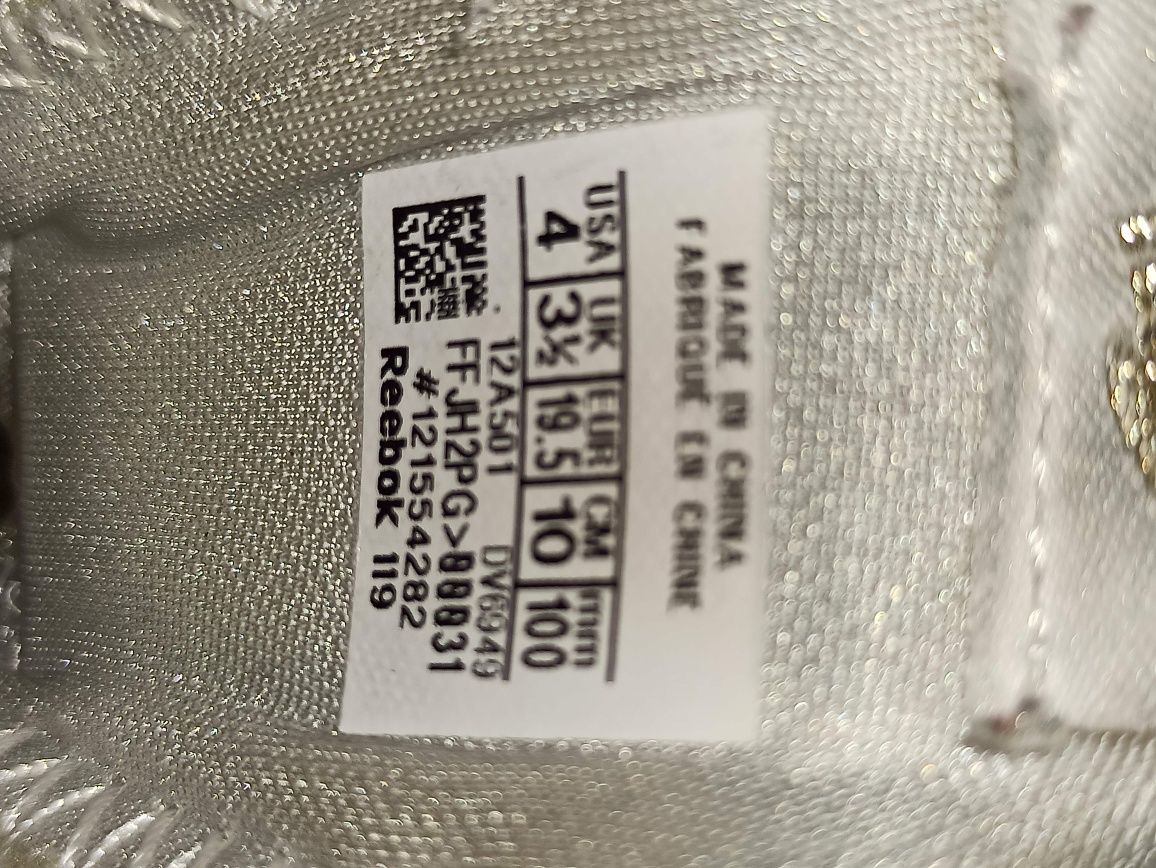 MADE IN CHINA
FABRIQUÉ EN CHINE
USA UK EUR CM mm
4 3½ 19.5 10 100
12A501 DV6949
FFJH2PG>00031
#121554282
Reebok 119